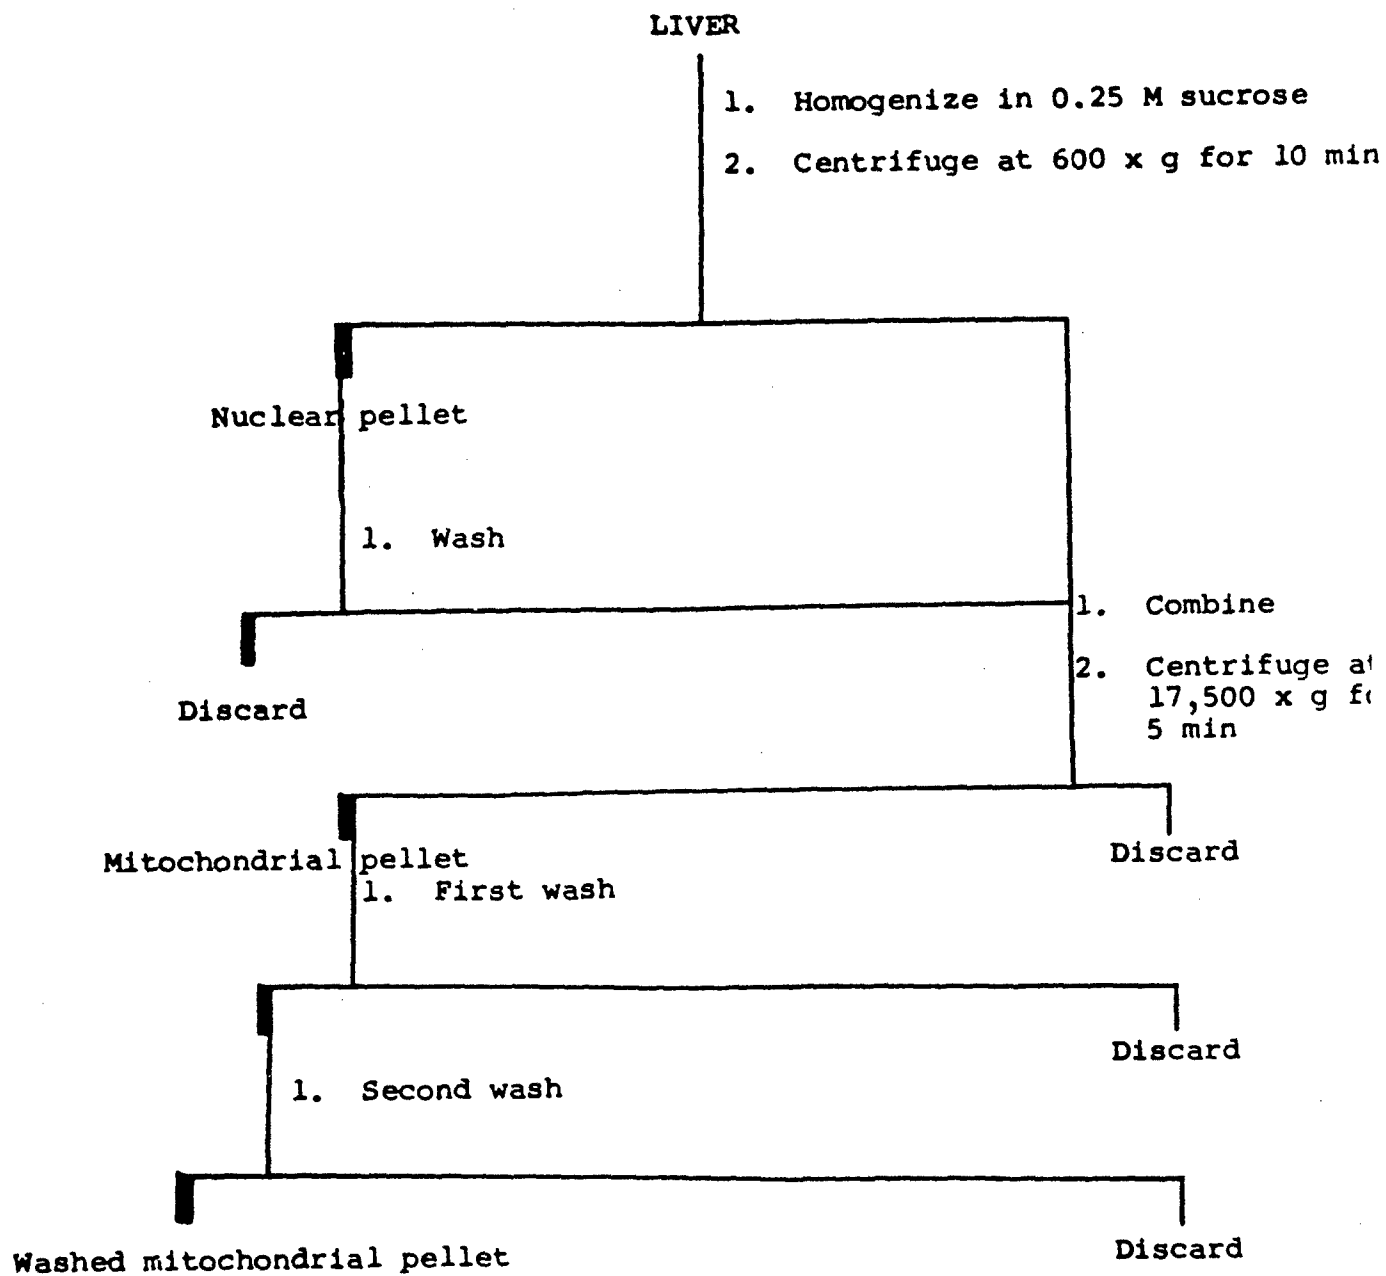 LIVER
1. Homogenize in 0.25 M sucrose
2. Centrifuge at 600 x g for 10 min
Nuclear pellet
1. Wash
1. Combine
2. Centrifuge
17,500 x g
5 min
Discard
Mitochondrial pellet
Discard
1. First wash
Discard
1. Second wash
Washed mitochondrial pellet
Discard